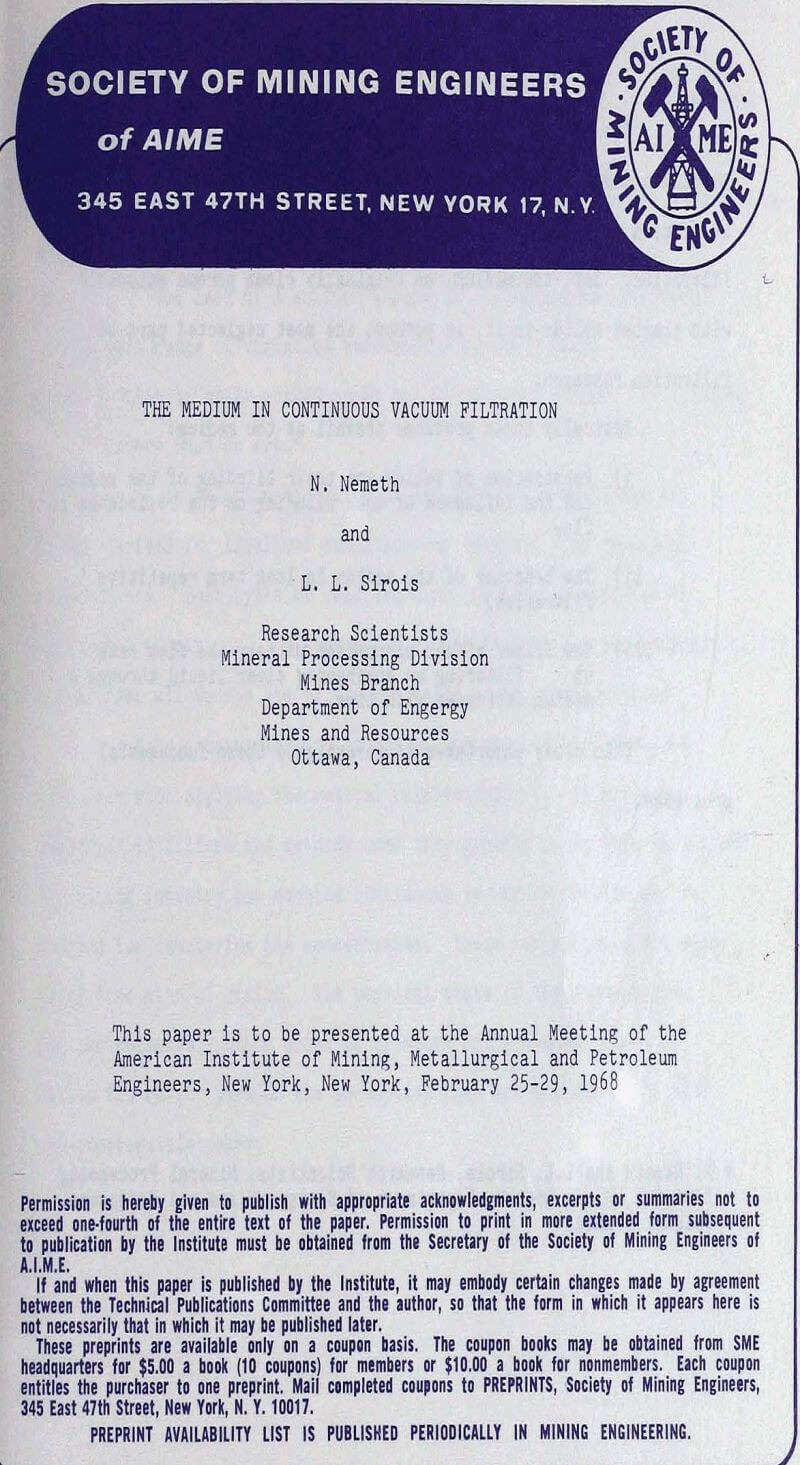 SOCIETY OF MINING ENGINEERS
of AIME
345 EAST 47TH STREET, NEW YORK 17, N.Y.
· SOCIETY OF · MINING ENGINEERS
AI ME
THE MEDIUM IN CONTINUOUS VACUUM FILTRATION
N. Nemeth
and
L. L. Sirois
Research Scientists
Mineral Processing Division
Mines Branch
Department of Engergy
Mines and Resources
Ottawa, Canada
This paper is to be presented at the Annual Meeting of the
American Institute of Mining, Metallurgical and Petroleum
Engineers, New York, New York, February 25-29, 1968
Permission is hereby given to publish with appropriate acknowledgments, excerpts or summaries not to
exceed one-fourth of the entire text of the paper. Permission to print in more extended form subsequent
to publication by the Institute must be obtained from the Secretary of the Society of Mining Engineers of
A.I.M.E.
If and when this paper is published by the Institute, it may embody certain changes made by agreement
between the Technical Publications Committee and the author, so that the form in which it appears here is
not necessarily that in which it may be published later.
These preprints are available only on a coupon basis. The coupon books may be obtained from SME
headquarters for $5.00 a book (10 coupons) for members or $10.00 a book for nonmembers. Each coupon
entitles the purchaser to one preprint. Mail completed coupons to PREPRINTS, Society of Mining Engineers,
345 East 47th Street, New York, N. Y. 10017.
PREPRINT AVAILABILITY LIST IS PUBLISHED PERIODICALLY IN MINING ENGINEERING.